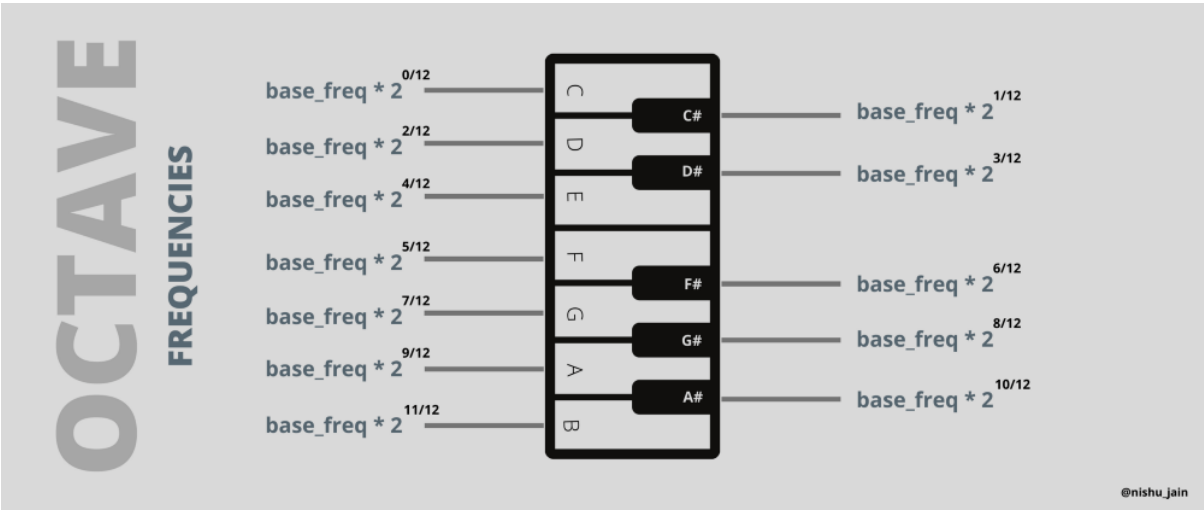 OCTAVE
FREQUENCIES
base_freq * 2^0/12
base_freq * 2^2/12
base_freq * 2^4/12
base_freq * 2^5/12
base_freq * 2^7/12
base_freq * 2^9/12
base_freq * 2^11/12
C
D
E
F
G
A
B
C#
D#
F#
G#
A#
base_freq * 2^1/12
base_freq * 2^3/12
base_freq * 2^6/12
base_freq * 2^8/12
base_freq * 2^10/12
@nishu_jain